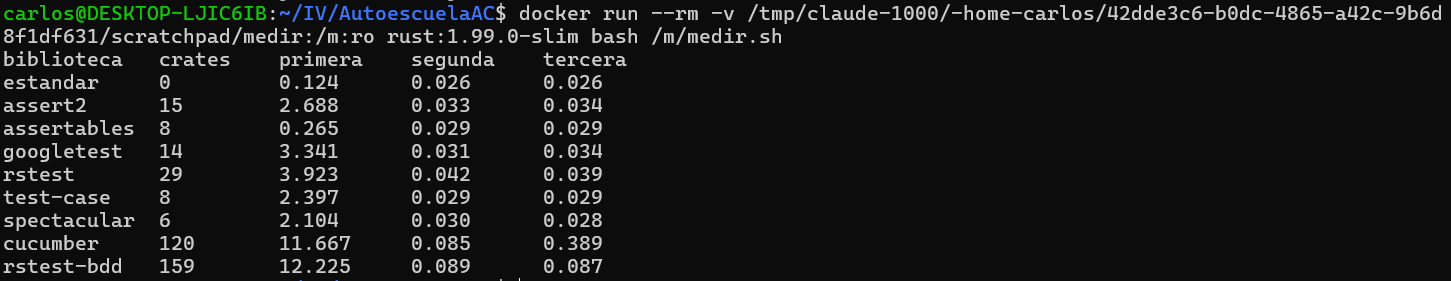 carlos@DESKTOP-LJIC6IB:~/IV/AutoescuelaAC$ docker run --rm -v /tmp/claude-1000/-home-carlos/42dde3c6-b0dc-4865-a42c-9b6d
8f1df631/scratchpad/medir:/m:ro rust:1.99.0-slim bash /m/medir.sh
biblioteca crates primera segunda tercera
estandar 0 0.124 0.026 0.026
assert2 15 2.688 0.033 0.034
assertables 8 0.265 0.029 0.029
googletest 14 3.341 0.031 0.034
rstest 29 3.923 0.042 0.039
test-case 8 2.397 0.029 0.029
spectacular 6 2.104 0.030 0.028
cucumber 120 11.667 0.085 0.389
rstest-bdd 159 12.225 0.089 0.087